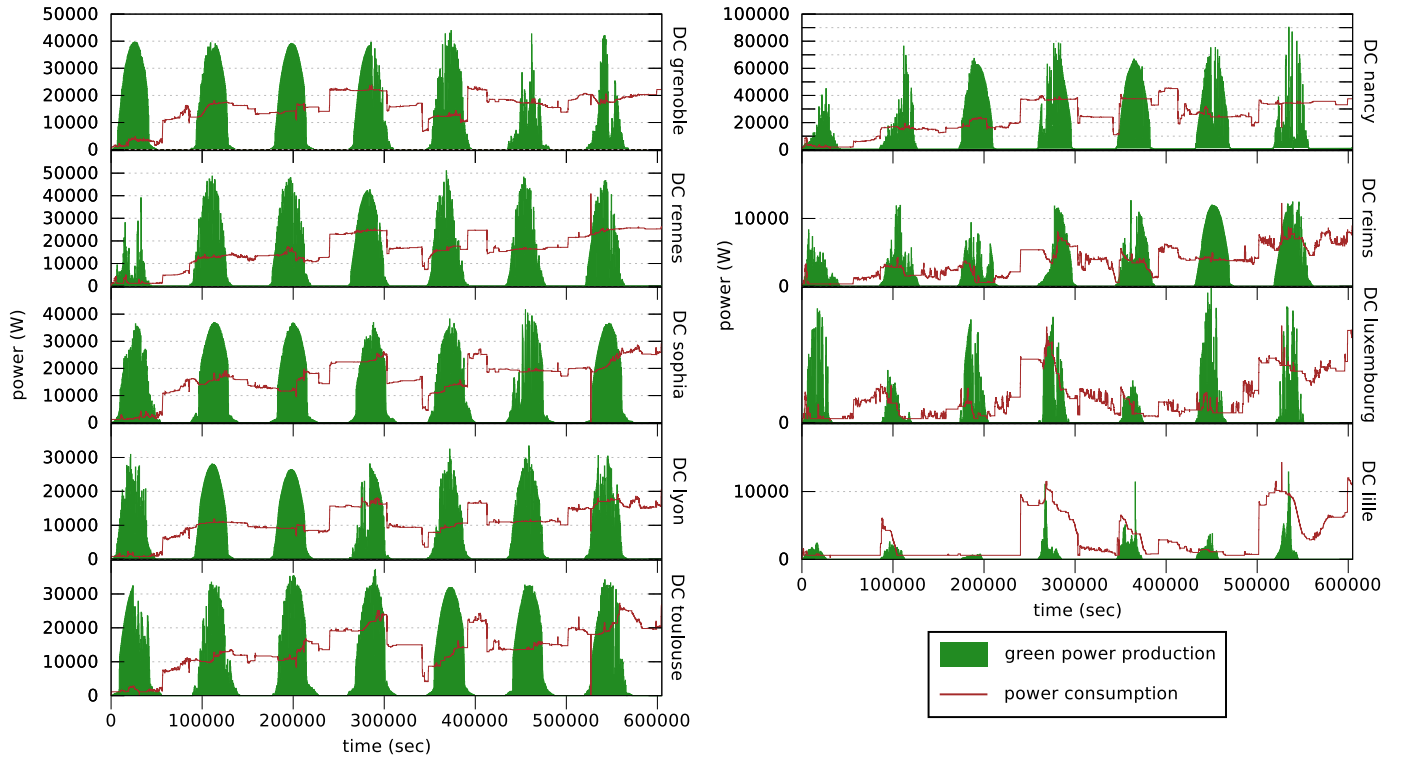 50000
40000
30000
20000
10000
0
DC grenoble
50000
40000
30000
20000
10000
0
DC rennes
40000
30000
20000
10000
0
DC sophia
power (W)
30000
20000
10000
0
DC lyon
30000
20000
10000
0
DC toulouse
0 100000 200000 300000 400000 500000 600000
time (sec)
100000
80000
60000
40000
20000
0
DC nancy
10000
0
DC reims
power (W)
0
DC luxembourg
10000
0
DC lille
0 100000 200000 300000 400000 500000 600000
time (sec)
green power production
power consumption